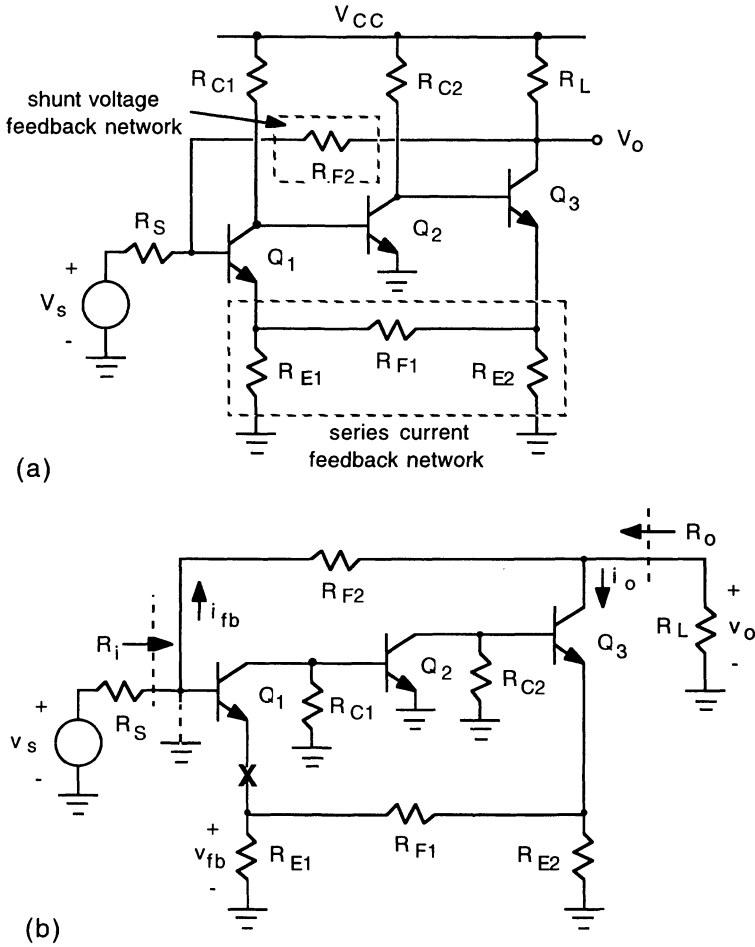 V CC
R C1
R C2
R L
shunt voltage
feedback network
R F2
V o
R S
Q 1
Q 2
Q 3
+
V s
-
R E1
R F1
R E2
series current
feedback network
(a)
R o
i fb
R F2
i o
+
R L
v o
-
R i
Q 1
Q 2
Q 3
R C1
R C2
+
v s
-
R S
X
+
v fb
-
R E1
R F1
R E2
(b)